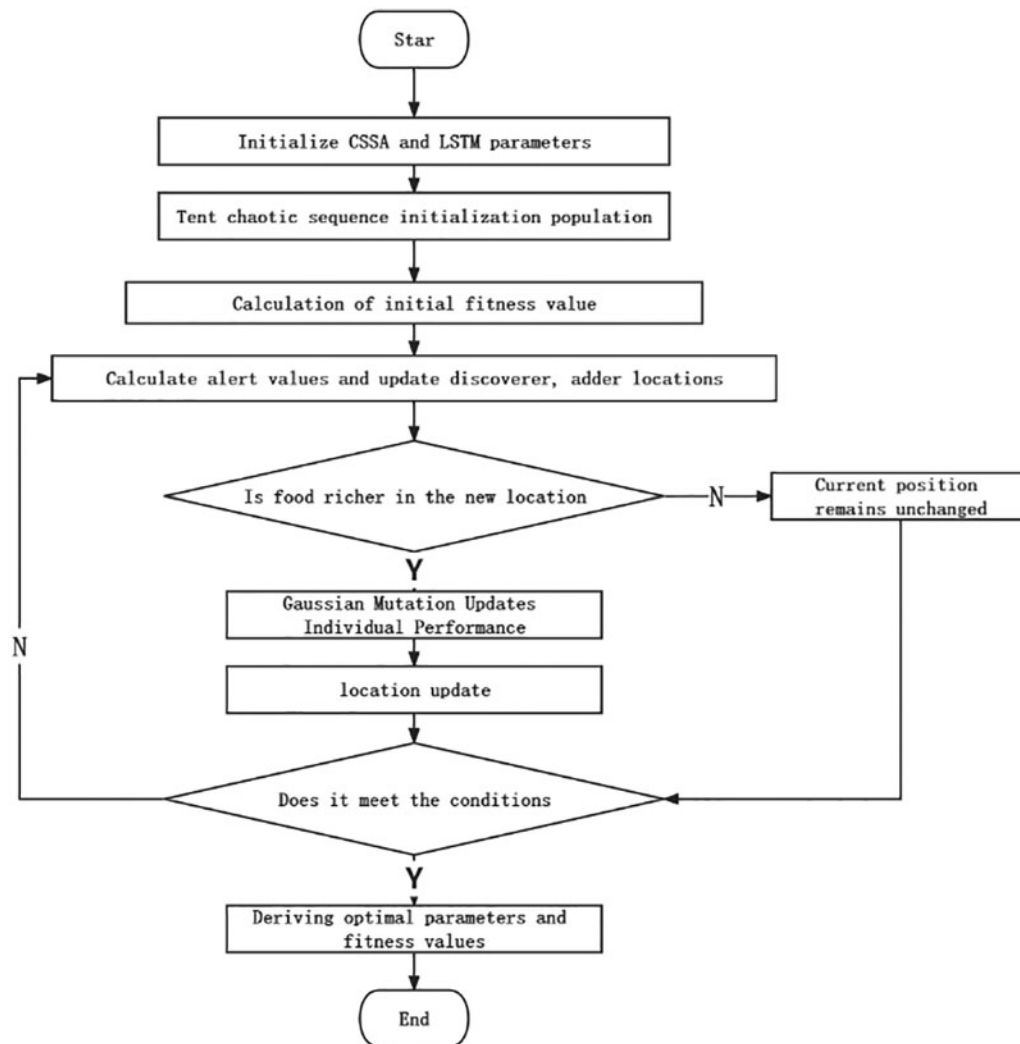 Star
Initialize CSSA and LSTM parameters
Tent chaotic sequence initialization population
Calculation of initial fitness value
Calculate alert values and update discoverer, adder locations
Is food richer in the new location
N
Current position
remains unchanged
Y
Gaussian Mutation Updates
Individual Performance
N
location update
Does it meet the conditions
Y
Deriving optimal parameters and
fitness values
End